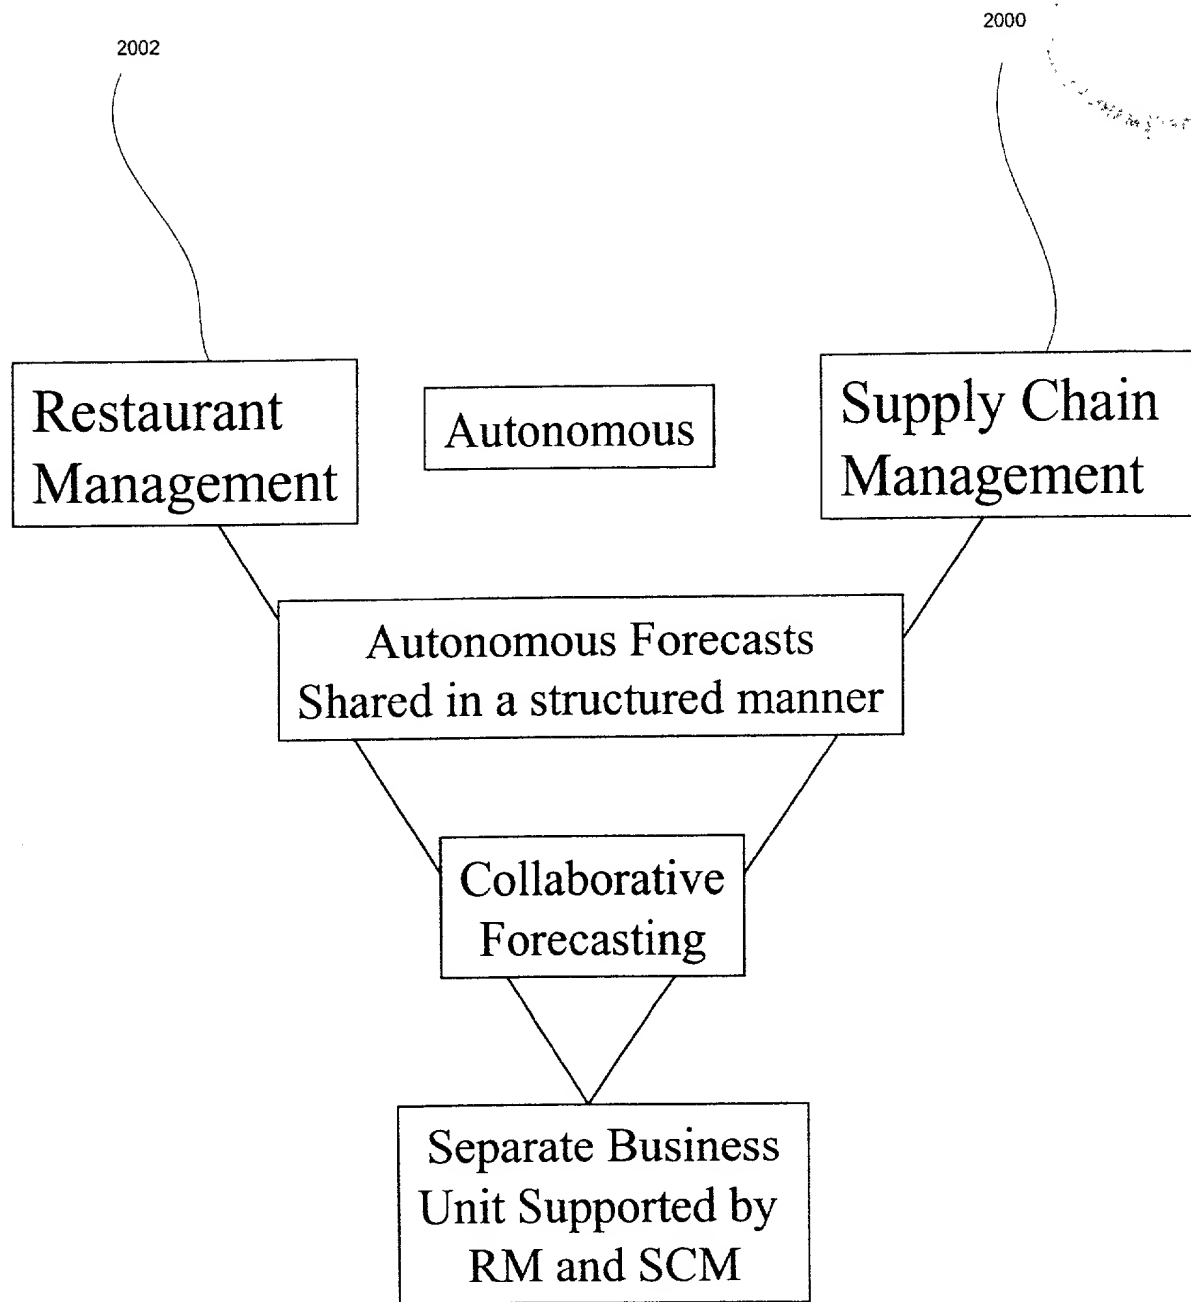 2002
2000
Restaurant
Management
Autonomous
Supply Chain
Management
Autonomous Forecasts
Shared in a structured manner
Collaborative
Forecasting
Separate Business
Unit Supported by
RM and SCM